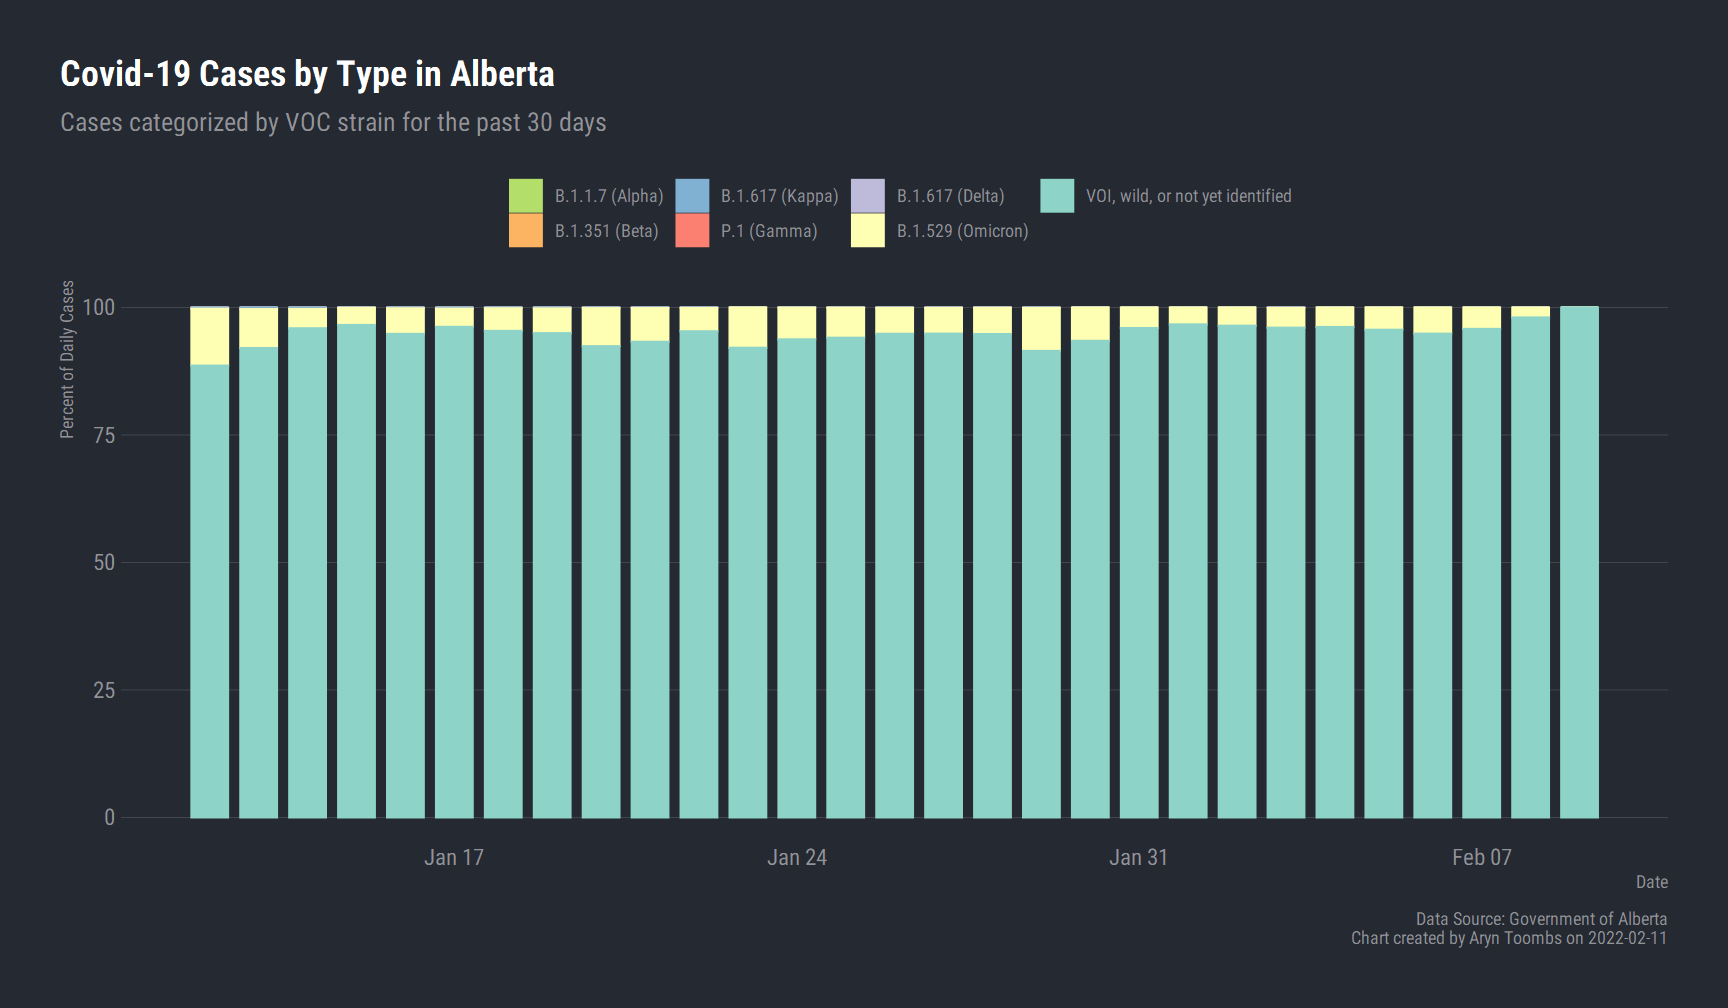 Covid-19 Cases by Type in Alberta
Cases categorized by VOC strain for the past 30 days
B.1.1.7 (Alpha)
B.1.617 (Kappa)
B.1.617 (Delta)
VOI, wild, or not yet identified
B.1.351 (Beta)
P.1 (Gamma)
B.1.529 (Omicron)
Percent of Daily Cases
100
75
50
25
0
Jan 17
Jan 24
Jan 31
Feb 07
Date
Data Source: Government of Alberta
Chart created by Aryn Toombs on 2022-02-11